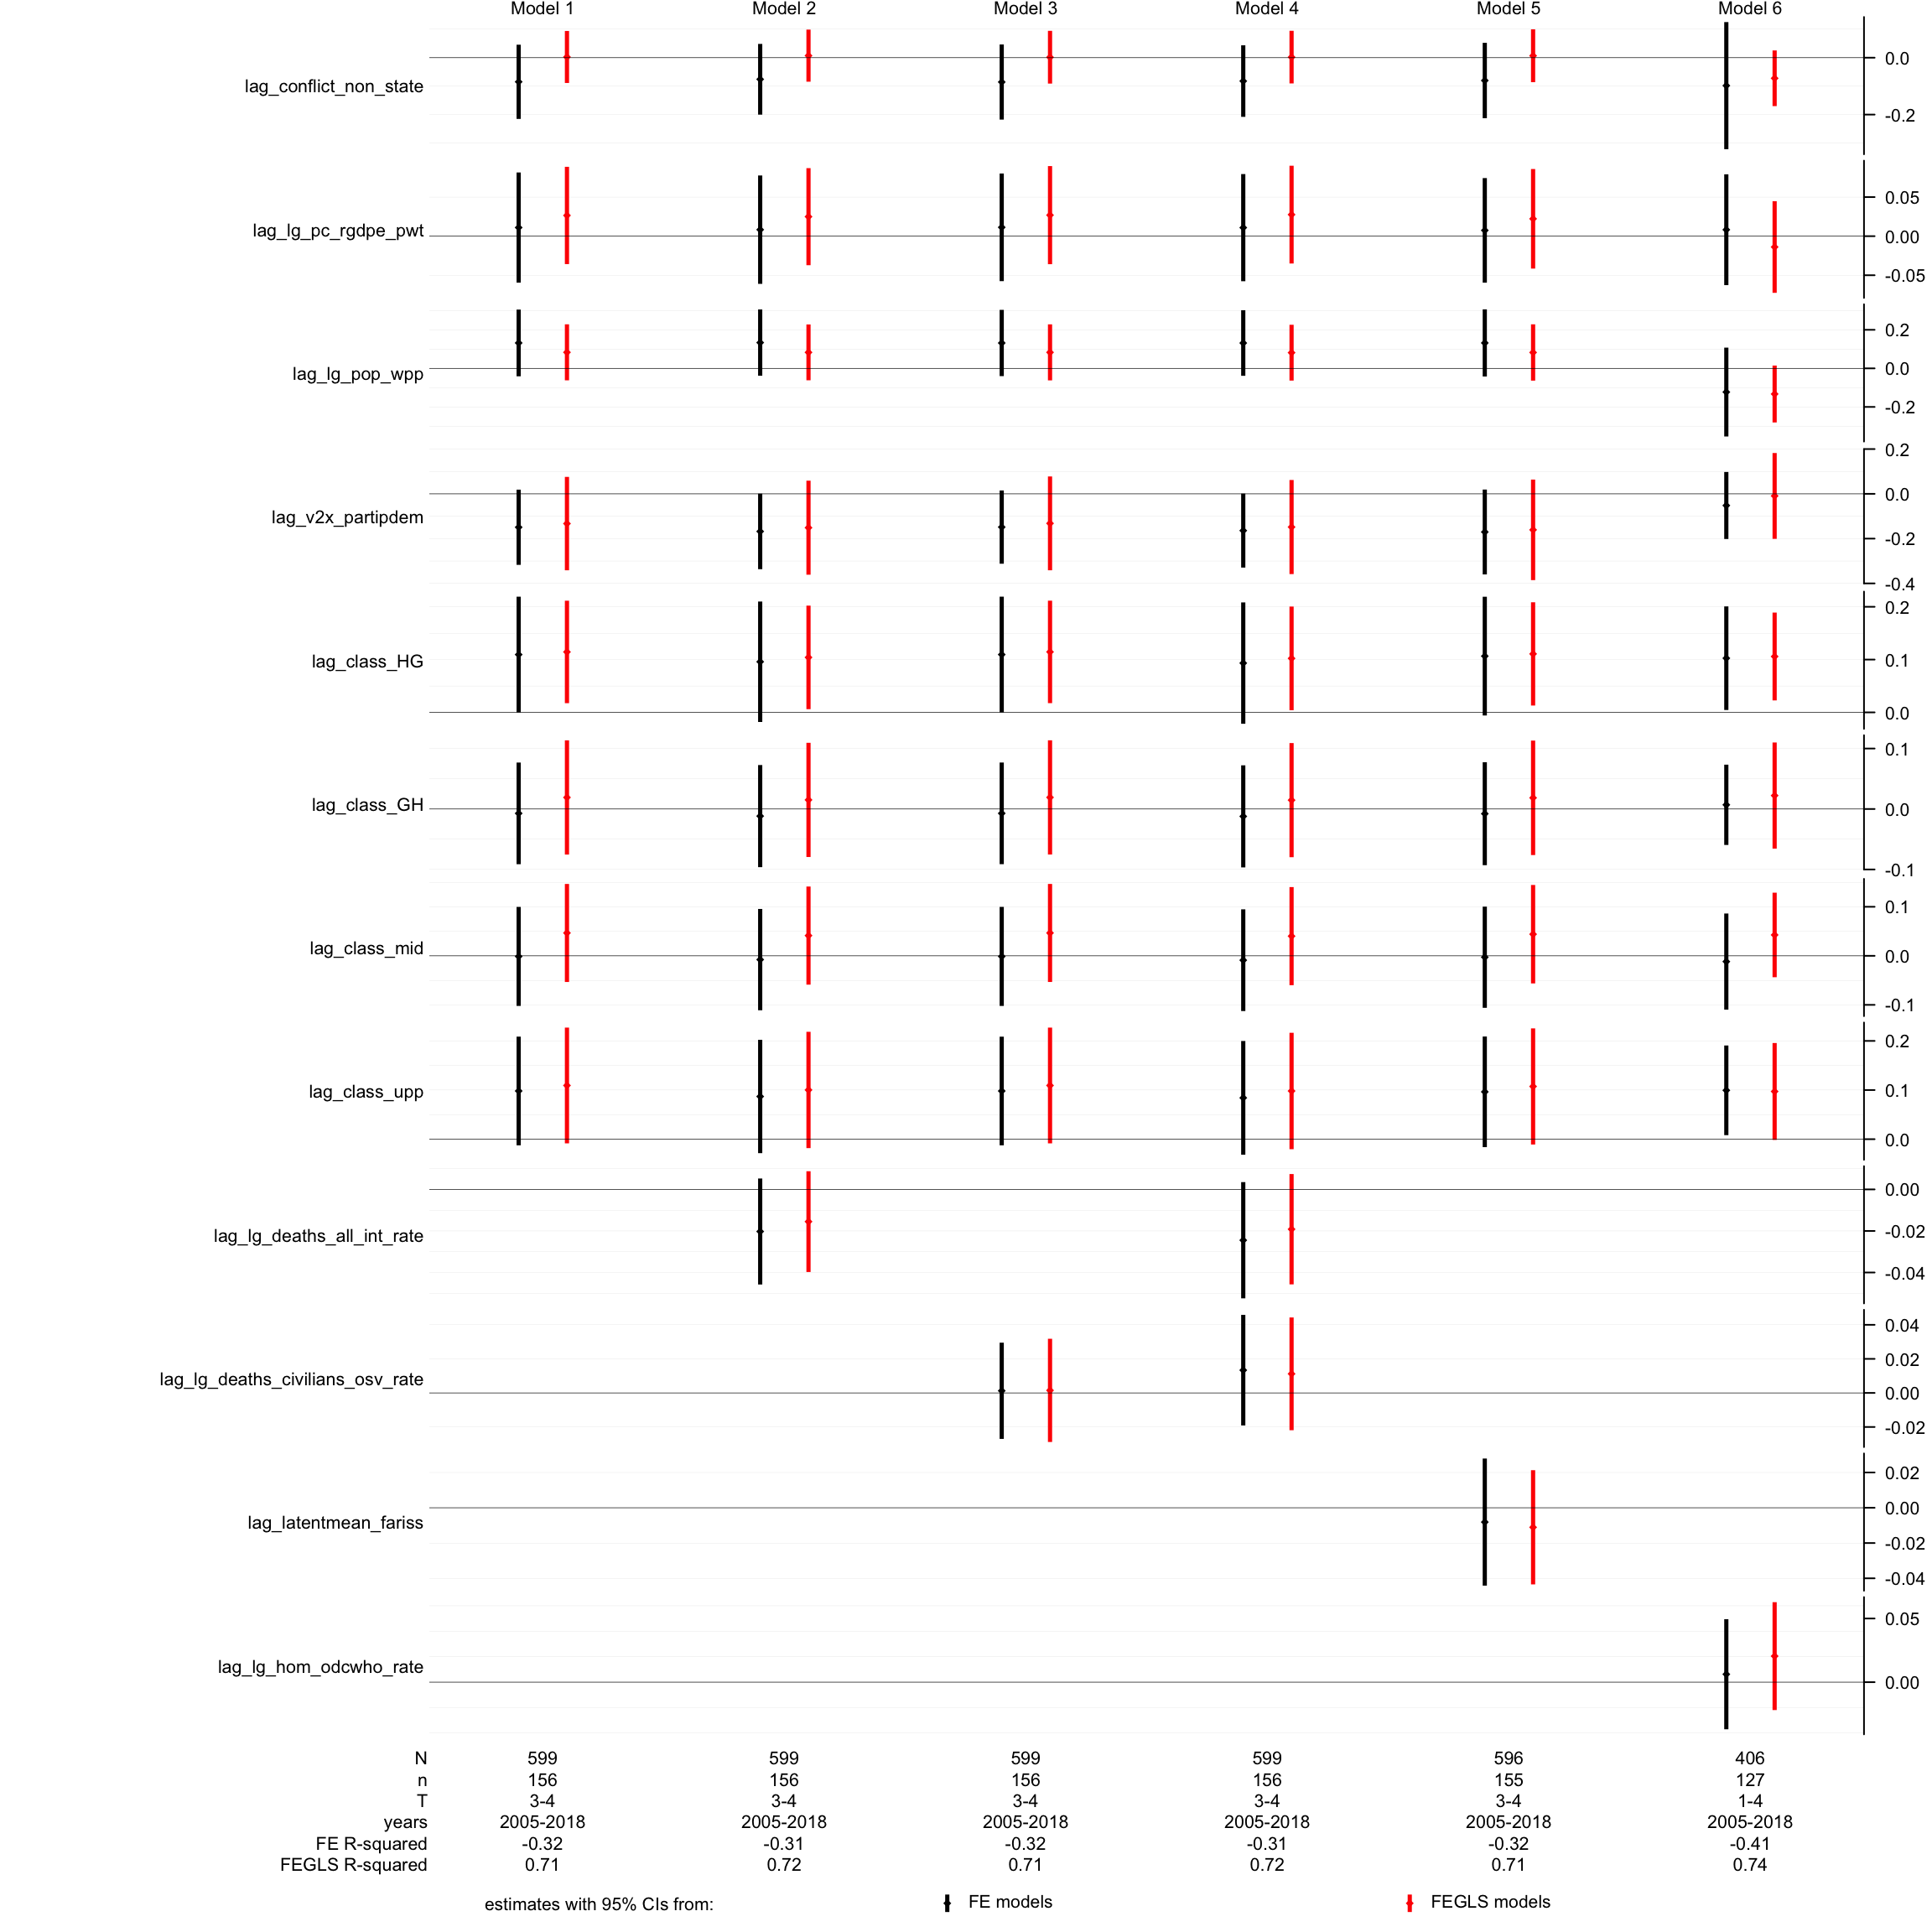 Model 1 Model 2 Model 3 Model 4 Model 5 Model 6
lag_conflict_non_state
0.0
-0.2
lag_lg_pc_rgdpe_pwt
0.05
0.00
-0.05
lag_lg_pop_wpp
0.2
0.0
-0.2
lag_v2x_partipdem
0.2
0.0
-0.2
-0.4
lag_class_HG
0.2
0.1
0.0
lag_class_GH
0.1
0.0
-0.1
lag_class_mid
0.1
0.0
-0.1
lag_class_upp
0.2
0.1
0.0
lag_lg_deaths_all_int_rate
0.00
-0.02
-0.04
lag_lg_deaths_civilians_osv_rate
0.04
0.02
0.00
-0.02
lag_latentmean_fariss
0.02
0.00
-0.02
-0.04
lag_lg_hom_odcwho_rate
0.05
0.00
N 599 599 599 599 596 406
n 156 156 156 156 155 127
T 3-4 3-4 3-4 3-4 3-4 1-4
years 2005-2018 2005-2018 2005-2018 2005-2018 2005-2018 2005-2018
FE R-squared -0.32 -0.31 -0.32 -0.31 -0.32 -0.41
FEGLS R-squared 0.71 0.72 0.71 0.72 0.71 0.74
estimates with 95% CIs from: FE models FEGLS models